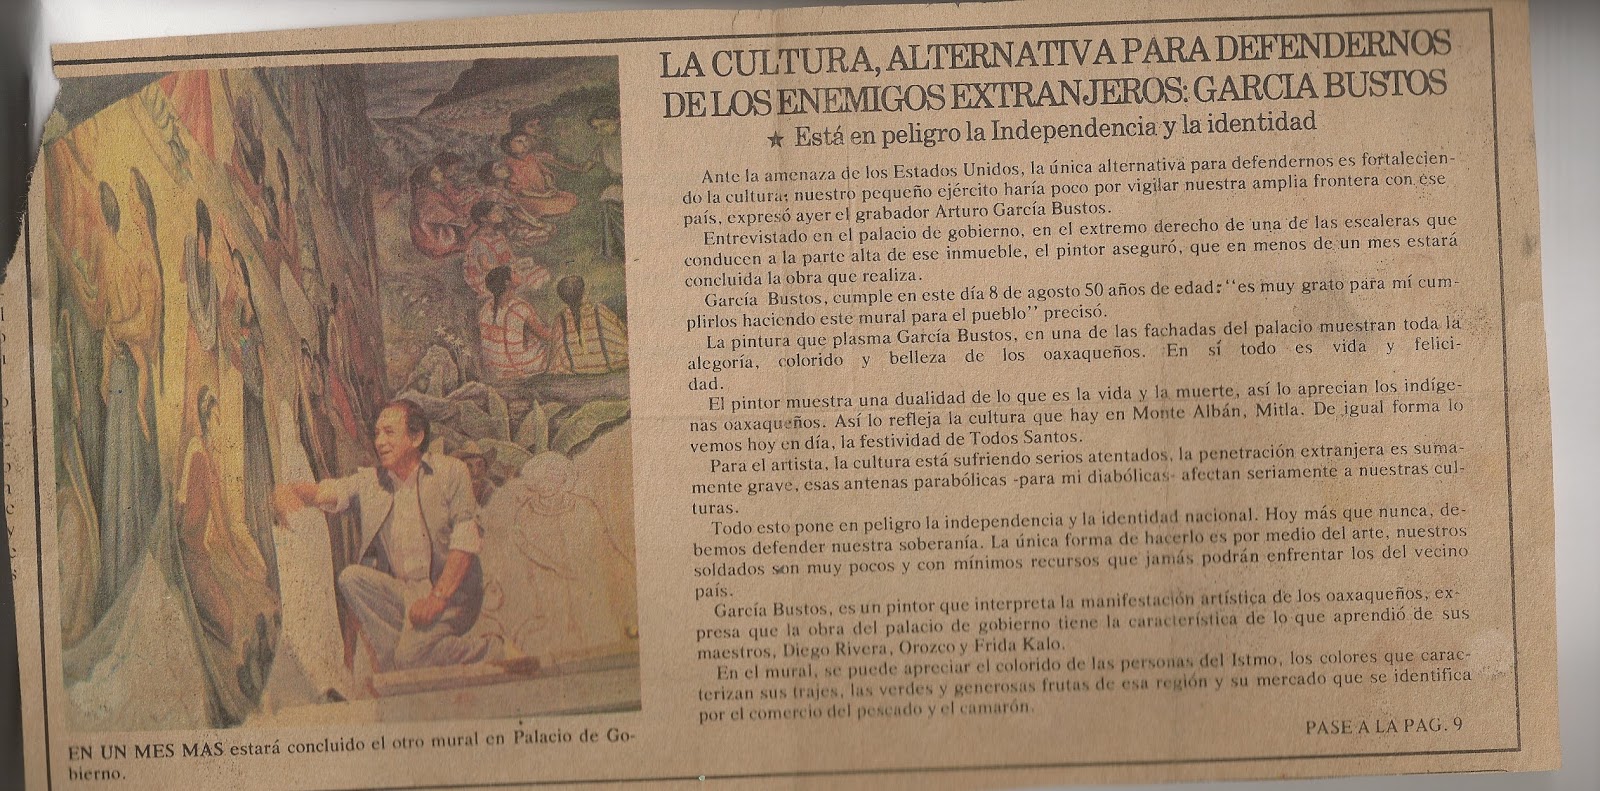 LA CULTURA, ALTERNATIVA PARA DEFENDERNOS
DE LOS ENEMIGOS EXTRANJEROS: GARCIA BUSTOS
★ Está en peligro la Independencia y la identidad
Ante la amenaza de los Estados Unidos, la única alternativa para defendernos es fortalecien-
do la cultura; nuestro pequeño ejército haría poco por vigilar nuestra amplia frontera con ese
país, expresó ayer el grabador Arturo García Bustos.
Entrevistado en el palacio de gobierno, en el extremo derecho de una de las escaleras que
conducen a la parte alta de ese inmueble, el pintor aseguró, que en menos de un mes estará
concluida la obra que realiza.
García Bustos, cumple en este día 8 de agosto 50 años de edad: "es muy grato para mí cum-
plirlos haciendo este mural para el pueblo" precisó.
La pintura que plasma García Bustos, en una de las fachadas del palacio muestran toda la
alegoría, colorido y belleza de los oaxaqueños. En sí todo es vida y felici-
dad.
El pintor muestra una dualidad de lo que es la vida y la muerte, así lo aprecian los indíge-
nas oaxaqueños. Así lo refleja la cultura que hay en Monte Albán, Mitla. De igual forma lo
vemos hoy en día, la festividad de Todos Santos.
Para el artista, la cultura está sufriendo serios atentados, la penetración extranjera es suma-
mente grave, esas antenas parabólicas -para mi diabólicas- afectan seriamente a nuestras cul-
turas.
Todo esto pone en peligro la independencia y la identidad nacional. Hoy más que nunca, de-
bemos defender nuestra soberanía. La única forma de hacerlo es por medio del arte, nuestros
soldados son muy pocos y con mínimos recursos que jamás podrán enfrentar los del vecino
país.
García Bustos, es un pintor que interpreta la manifestación artística de los oaxaqueños, ex-
presa que la obra del palacio de gobierno tiene la característica de lo que aprendió de sus
maestros, Diego Rivera, Orozco y Frida Kalo.
En el mural, se puede apreciar el colorido de las personas del Istmo, los colores que carac-
terizan sus trajes, las verdes y generosas frutas de esa región y su mercado que se identifica
por el comercio del pescado y el camarón.
PASE A LA PAG. 9
EN UN MES MAS estará concluido el otro mural en Palacio de Go-
bierno.